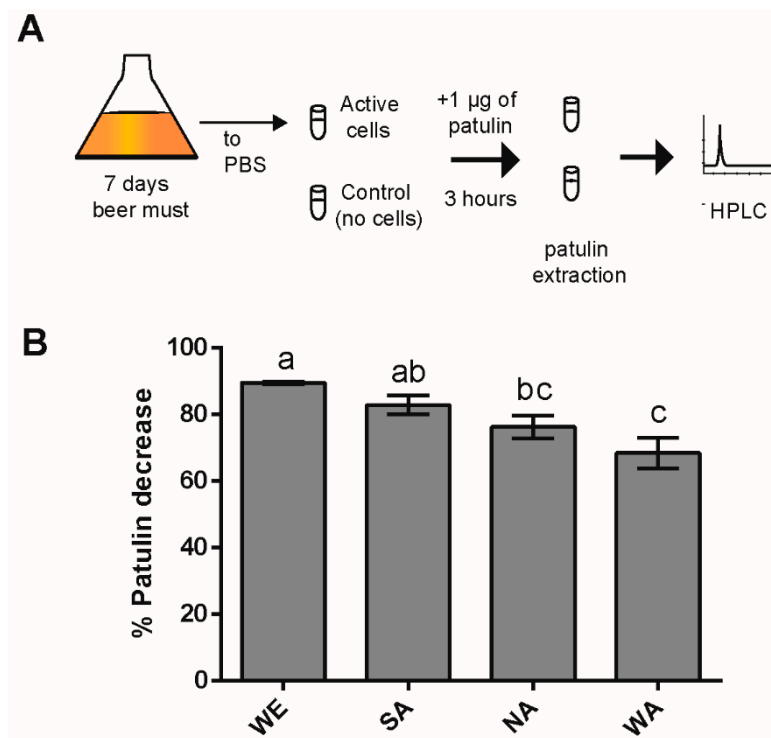 A
7 days
beer must
to
PBS
Active
cells
Control
(no cells)
+1 µg of
patulin
3 hours
patulin
extraction
HPLC
B
% Patulin decrease
100
80
60
40
20
0
a
ab
bc
c
WE
SA
NA
WA